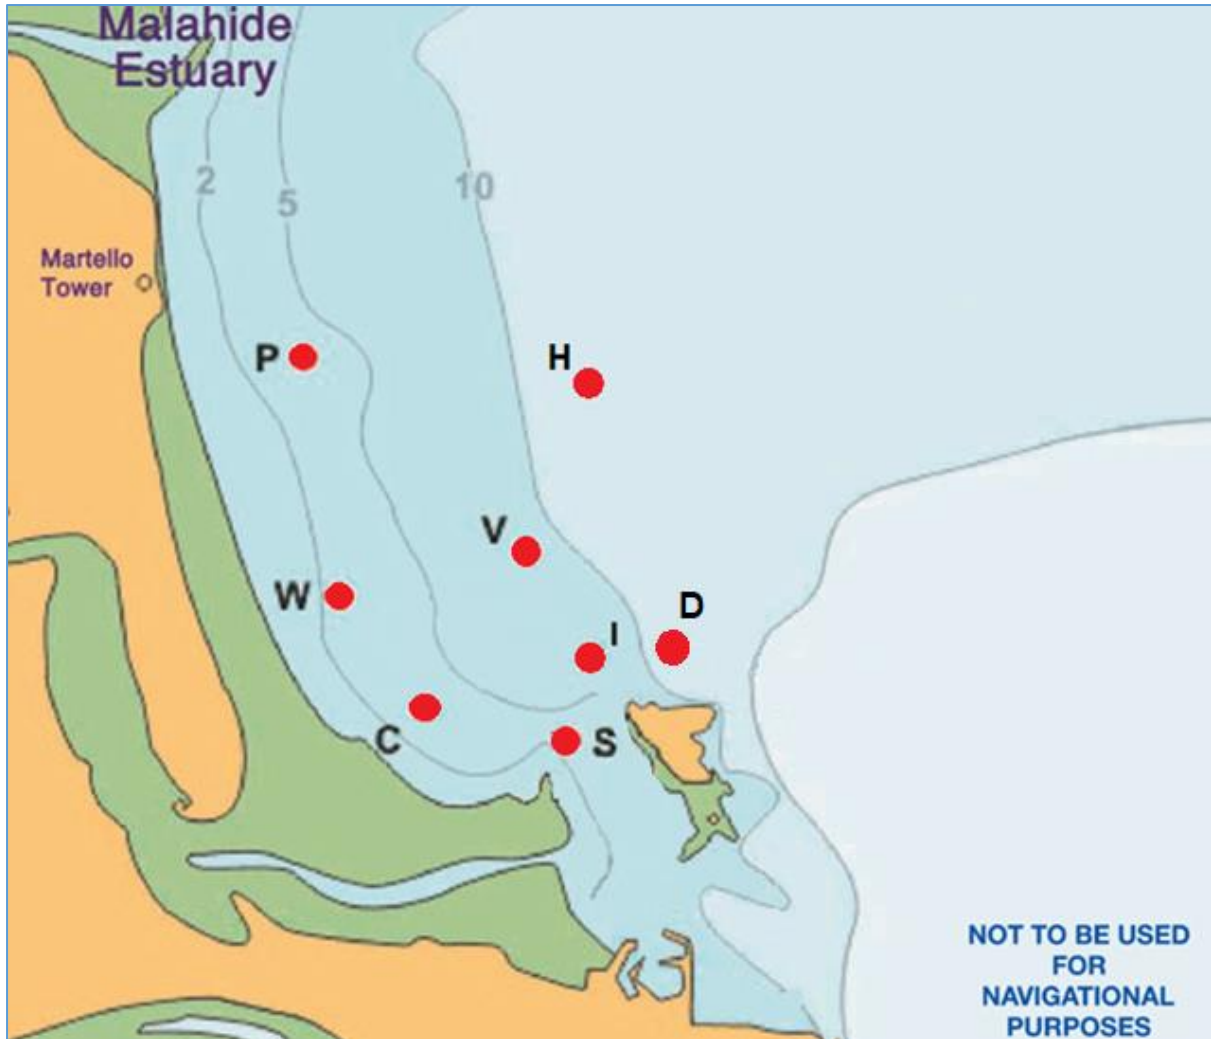 Malahide
Estuary
2
5
10
Martello
Tower
P
H
V
W
D
I
C
S
NOT TO BE USED
FOR
NAVIGATIONAL
PURPOSES